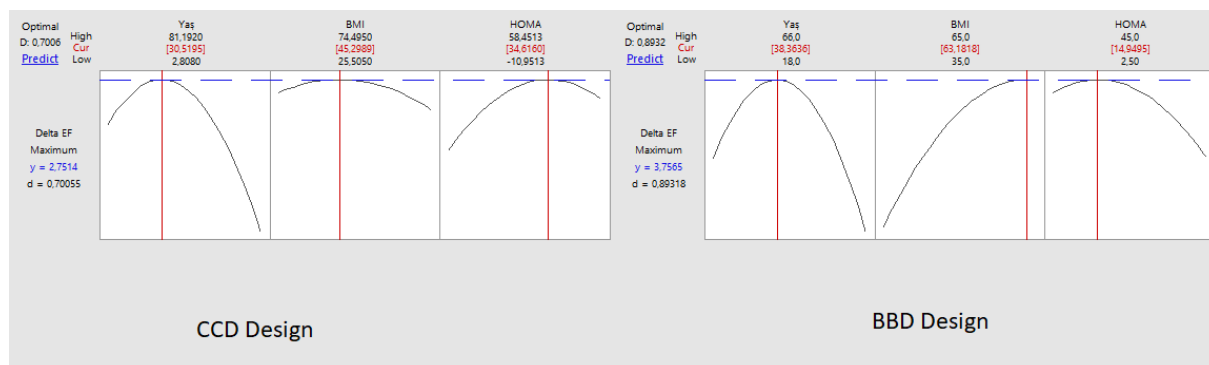 Optimal
D: 0,7006
Predict
High
Cur
Low
Yaş
81,1920
[30,5195]
2,8080
BMI
74,4950
[45,2989]
25,5050
HOMA
58,4513
[34,6160]
-10,9513
Delta EF
Maximum
y = 2,7514
d = 0,70055
CCD Design
Optimal
D: 0,8932
Predict
High
Cur
Low
Yaş
66,0
[38,3636]
18,0
BMI
65,0
[63,1818]
35,0
HOMA
45,0
[14,9495]
2,50
Delta EF
Maximum
y = 3,7565
d = 0,89318
BBD Design